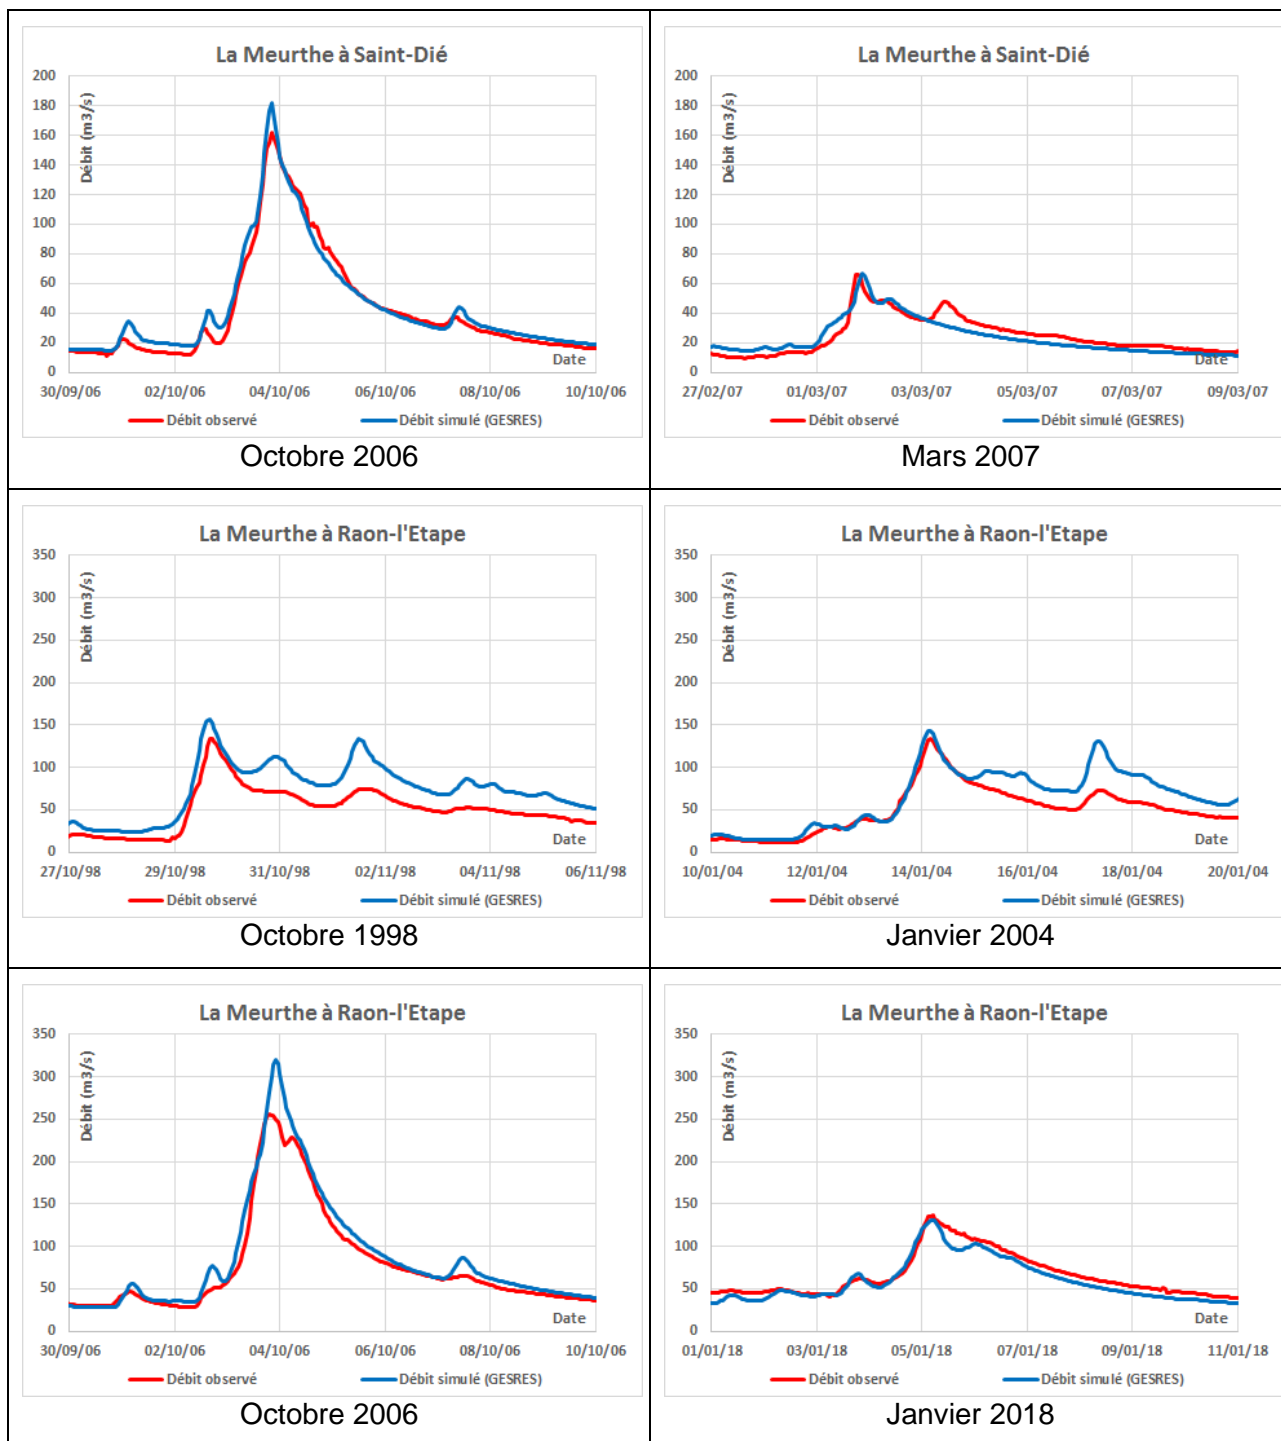 La Meurthe à Saint-Dié
Débit (m3/s)
200
180
160
140
120
100
80
60
40
20
0
Date
30/09/06 02/10/06 04/10/06 06/10/06 08/10/06 10/10/06
Débit observé Débit simulé (GESRES)
Octobre 2006
La Meurthe à Saint-Dié
Débit (m3/s)
200
180
160
140
120
100
80
60
40
20
0
Date
27/02/07 01/03/07 03/03/07 05/03/07 07/03/07 09/03/07
Débit observé Débit simulé (GESRES)
Mars 2007
La Meurthe à Raon-l'Etape
Débit (m3/s)
350
300
250
200
150
100
50
0
Date
27/10/98 29/10/98 31/10/98 02/11/98 04/11/98 06/11/98
Débit observé Débit simulé (GESRES)
Octobre 1998
La Meurthe à Raon-l'Etape
Débit (m3/s)
350
300
250
200
150
100
50
0
Date
10/01/04 12/01/04 14/01/04 16/01/04 18/01/04 20/01/04
Débit observé Débit simulé (GESRES)
Janvier 2004
La Meurthe à Raon-l'Etape
Débit (m3/s)
350
300
250
200
150
100
50
0
Date
30/09/06 02/10/06 04/10/06 06/10/06 08/10/06 10/10/06
Débit observé Débit simulé (GESRES)
Octobre 2006
La Meurthe à Raon-l'Etape
Débit (m3/s)
350
300
250
200
150
100
50
0
Date
01/01/18 03/01/18 05/01/18 07/01/18 09/01/18 11/01/18
Débit observé Débit simulé (GESRES)
Janvier 2018